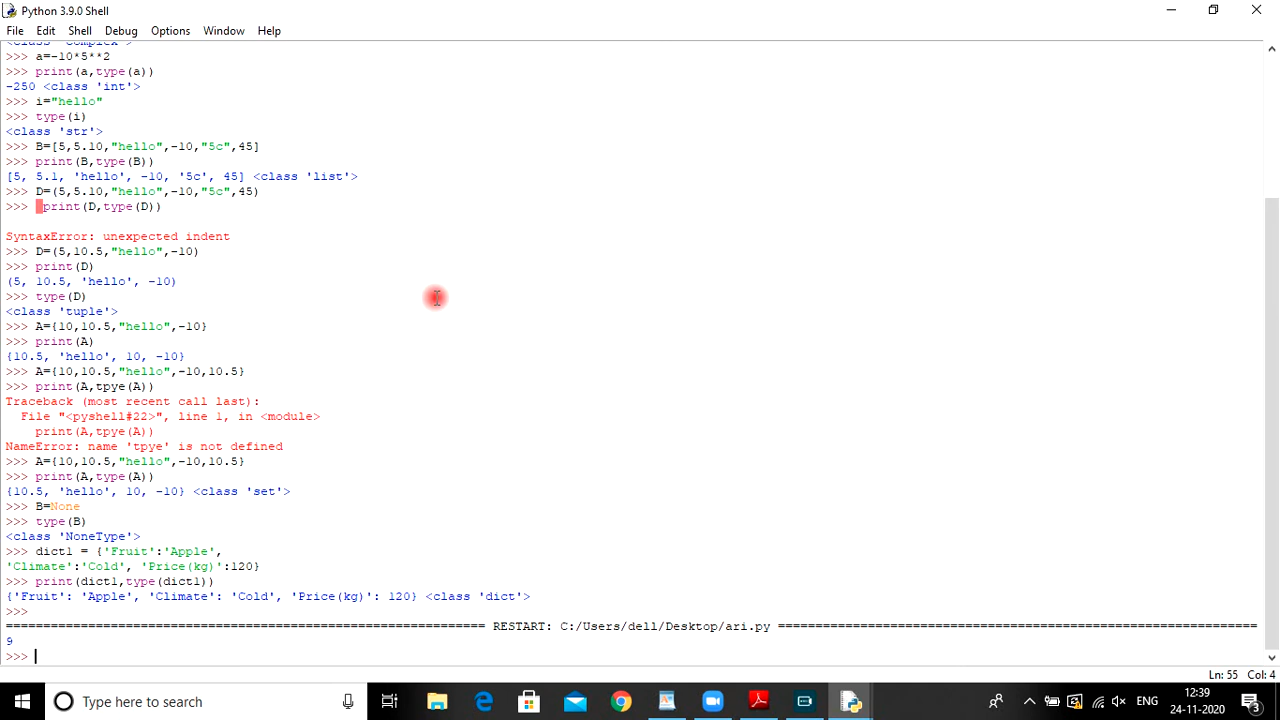 Python 3.9.0 Shell
File Edit Shell Debug Options Window Help
<class 'complex'>
>>> a=-10*5**2
>>> print(a,type(a))
-250 <class 'int'>
>>> i="hello"
>>> type(i)
<class 'str'>
>>> B=[5,5.10,"hello",-10,"5c",45]
>>> print(B,type(B))
[5, 5.1, 'hello', -10, '5c', 45] <class 'list'>
>>> D=(5,5.10,"hello",-10,"5c",45)
>>>  print(D,type(D))
SyntaxError: unexpected indent
>>> D=(5,10.5,"hello",-10)
>>> print(D)
(5, 10.5, 'hello', -10)
>>> type(D)
<class 'tuple'>
>>> A={10,10.5,"hello",-10}
>>> print(A)
{10.5, 'hello', 10, -10}
>>> A={10,10.5,"hello",-10,10.5}
>>> print(A,tpye(A))
Traceback (most recent call last):
  File "<pyshell#22>", line 1, in <module>
    print(A,tpye(A))
NameError: name 'tpye' is not defined
>>> A={10,10.5,"hello",-10,10.5}
>>> print(A,type(A))
{10.5, 'hello', 10, -10} <class 'set'>
>>> B=None
>>> type(B)
<class 'NoneType'>
>>> dict1 = {'Fruit':'Apple',
'Climate':'Cold', 'Price(kg)':120}
>>> print(dict1,type(dict1))
{'Fruit': 'Apple', 'Climate': 'Cold', 'Price(kg)': 120} <class 'dict'>
>>>
================================================================ RESTART: C:/Users/dell/Desktop/ari.py ================================================================
9
>>>
Ln: 55 Col: 4
Type here to search
ENG
12:39
24-11-2020
3